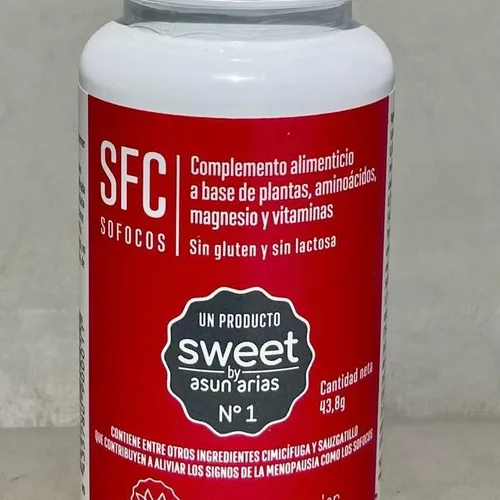 SFC
SOFOCOS
Complemento alimenticio
a base de plantas, aminoácidos,
magnesio y vitaminas
Sin gluten y sin lactosa
UN PRODUCTO
sweet
by
asun arias
Nº 1
Cantidad neta
43,8g
CONTIENE ENTRE OTROS INGREDIENTES CIMICÍFUGA Y SAUZGATILLO
QUE CONTRIBUYEN A ALIVIAR LOS SIGNOS DE LA MENOPAUSIA COMO LOS SOFOCOS